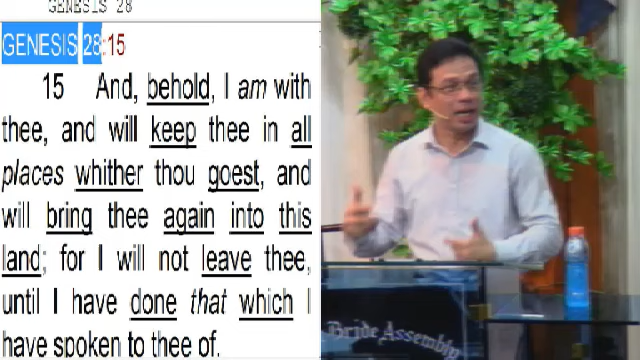 GENESIS 28
GENESIS 28:15
15 And, behold, I am with
thee, and will keep thee in all
places whither thou goest, and
will bring thee again into this
land; for I will not leave thee,
until I have done that which I
have spoken to thee of.
Bride Assembly